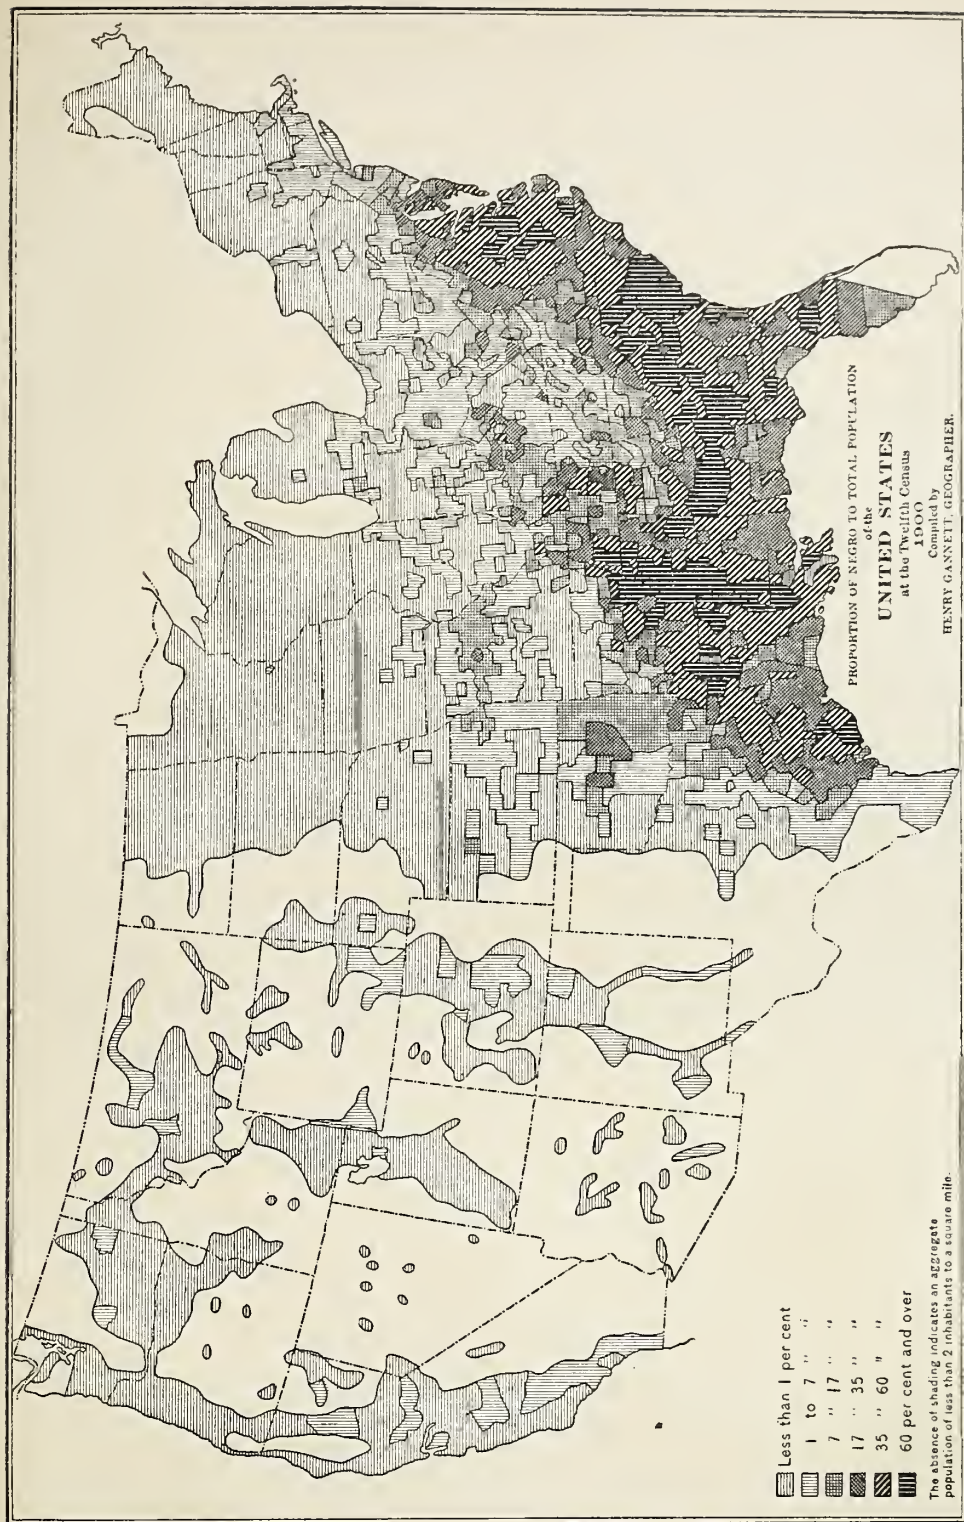 PROPORTION OF NEGRO TO TOTAL POPULATION
of the
UNITED STATES
at the Twelfth Census
1900
Compiled by
HENRY GANNETT, GEOGRAPHER.
Less than 1 per cent
1 to 7 " "
7 " 17 " "
17 " 35 " "
35 " 60 " "
60 per cent and over
The absence of shading indicates an aggregate
population of less than 2 inhabitants to a square mile.